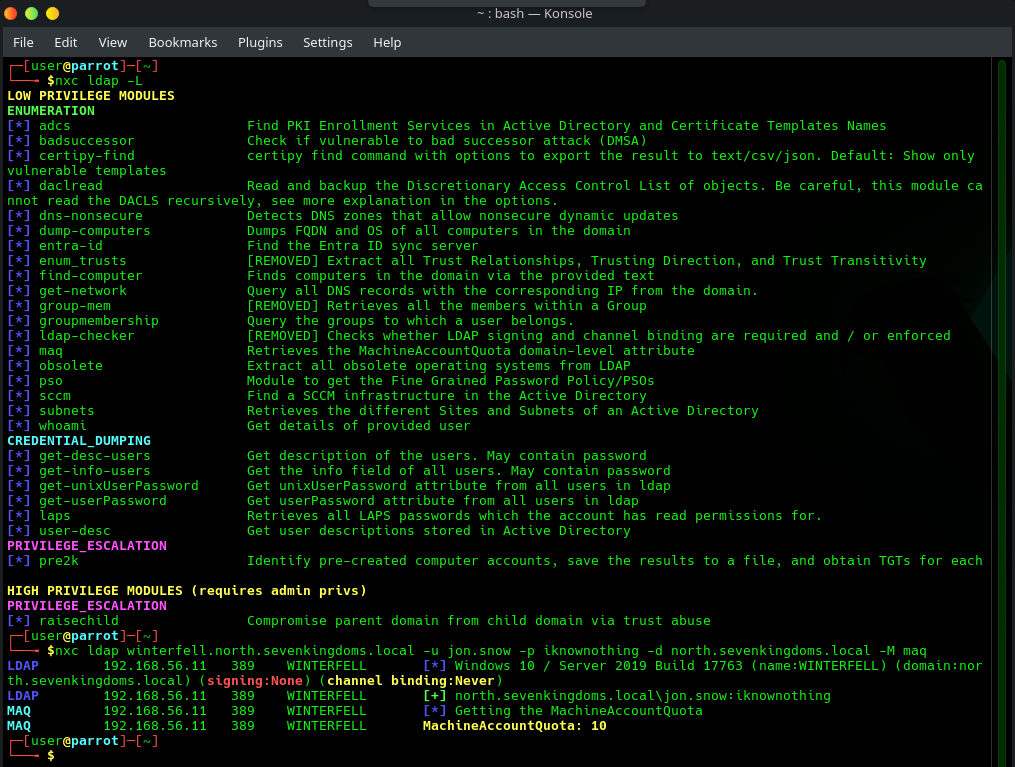 ~ : bash — Konsole
File Edit View Bookmarks Plugins Settings Help
┌─[user@parrot]─[~]
└──╼ $nxc ldap -L
LOW PRIVILEGE MODULES
ENUMERATION
[*] adcs                      Find PKI Enrollment Services in Active Directory and Certificate Templates Names
[*] badsuccessor              Check if vulnerable to bad successor attack (DMSA)
[*] certipy-find              certipy find command with options to export the result to text/csv/json. Default: Show only
vulnerable templates
[*] daclread                  Read and backup the Discretionary Access Control List of objects. Be careful, this module ca
nnot read the DACLS recursively, see more explanation in the options.
[*] dns-nonsecure             Detects DNS zones that allow nonsecure dynamic updates
[*] dump-computers            Dumps FQDN and OS of all computers in the domain
[*] entra-id                  Find the Entra ID sync server
[*] enum_trusts               [REMOVED] Extract all Trust Relationships, Trusting Direction, and Trust Transitivity
[*] find-computer             Finds computers in the domain via the provided text
[*] get-network               Query all DNS records with the corresponding IP from the domain.
[*] group-mem                 [REMOVED] Retrieves all the members within a Group
[*] groupmembership           Query the groups to which a user belongs.
[*] ldap-checker              [REMOVED] Checks whether LDAP signing and channel binding are required and / or enforced
[*] maq                       Retrieves the MachineAccountQuota domain-level attribute
[*] obsolete                  Extract all obsolete operating systems from LDAP
[*] pso                       Module to get the Fine Grained Password Policy/PSOs
[*] sccm                      Find a SCCM infrastructure in the Active Directory
[*] subnets                   Retrieves the different Sites and Subnets of an Active Directory
[*] whoami                    Get details of provided user
CREDENTIAL_DUMPING
[*] get-desc-users            Get description of the users. May contain password
[*] get-info-users            Get the info field of all users. May contain password
[*] get-unixUserPassword      Get unixUserPassword attribute from all users in ldap
[*] get-userPassword          Get userPassword attribute from all users in ldap
[*] laps                      Retrieves all LAPS passwords which the account has read permissions for.
[*] user-desc                 Get user descriptions stored in Active Directory
PRIVILEGE_ESCALATION
[*] pre2k                     Identify pre-created computer accounts, save the results to a file, and obtain TGTs for each
HIGH PRIVILEGE MODULES (requires admin privs)
PRIVILEGE_ESCALATION
[*] raisechild                Compromise parent domain from child domain via trust abuse
┌─[user@parrot]─[~]
└──╼ $nxc ldap winterfell.north.sevenkingdoms.local -u jon.snow -p iknownothing -d north.sevenkingdoms.local -M maq
LDAP        192.168.56.11   389    WINTERFELL       [*] Windows 10 / Server 2019 Build 17763 (name:WINTERFELL) (domain:nor
th.sevenkingdoms.local) (signing:None) (channel binding:Never)
LDAP        192.168.56.11   389    WINTERFELL       [+] north.sevenkingdoms.local\jon.snow:iknownothing
MAQ         192.168.56.11   389    WINTERFELL       [*] Getting the MachineAccountQuota
MAQ         192.168.56.11   389    WINTERFELL       MachineAccountQuota: 10
┌─[user@parrot]─[~]
└──╼ $